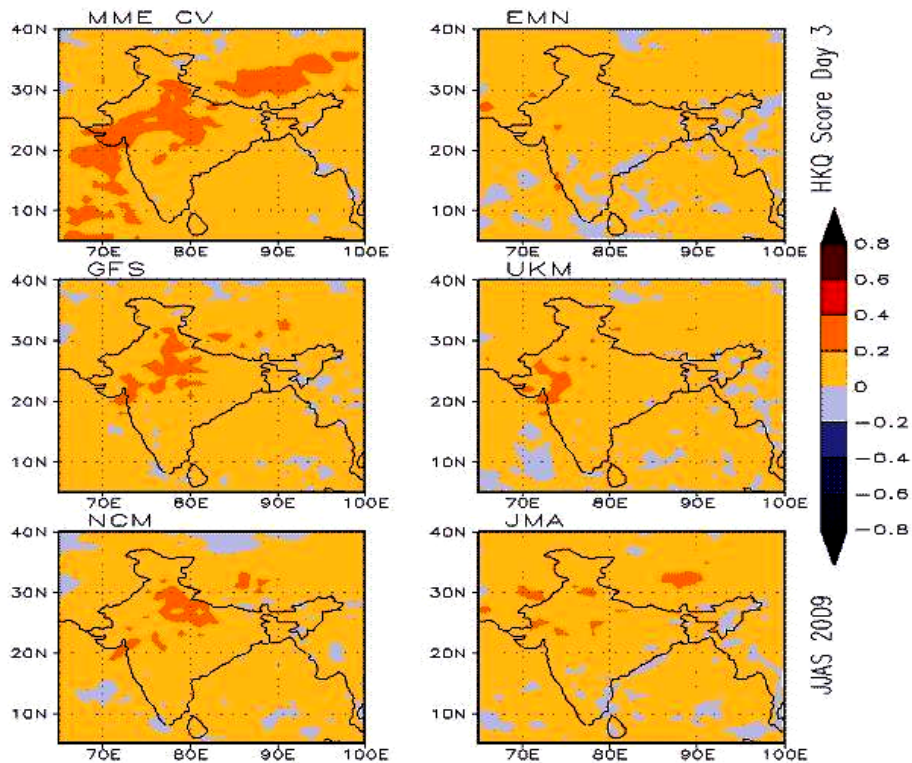 MME CV
40N
30N
20N
10N
70E 80E 90E 100E
EMN
40N
30N
20N
10N
70E 80E 90E 100E
GFS
40N
30N
20N
10N
70E 80E 90E 100E
UKM
40N
30N
20N
10N
70E 80E 90E 100E
NCM
40N
30N
20N
10N
70E 80E 90E 100E
JMA
40N
30N
20N
10N
70E 80E 90E 100E
HKQ Score Day 3
0.8
0.6
0.4
0.2
0
-0.2
-0.4
-0.6
-0.8
JJAS 2009